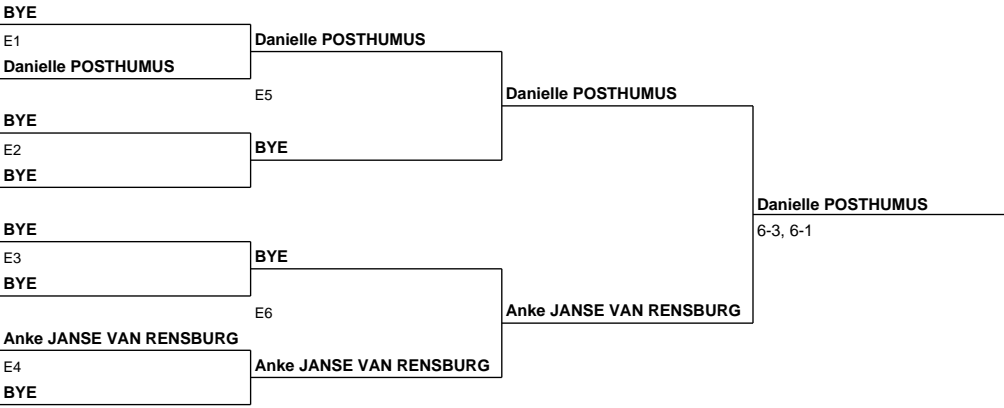 BYE
E1
Danielle POSTHUMUS
Danielle POSTHUMUS
E5
Danielle POSTHUMUS
BYE
E2
BYE
BYE
Danielle POSTHUMUS
6-3, 6-1
BYE
E3
BYE
BYE
E6
Anke JANSE VAN RENSBURG
Anke JANSE VAN RENSBURG
E4
Anke JANSE VAN RENSBURG
BYE